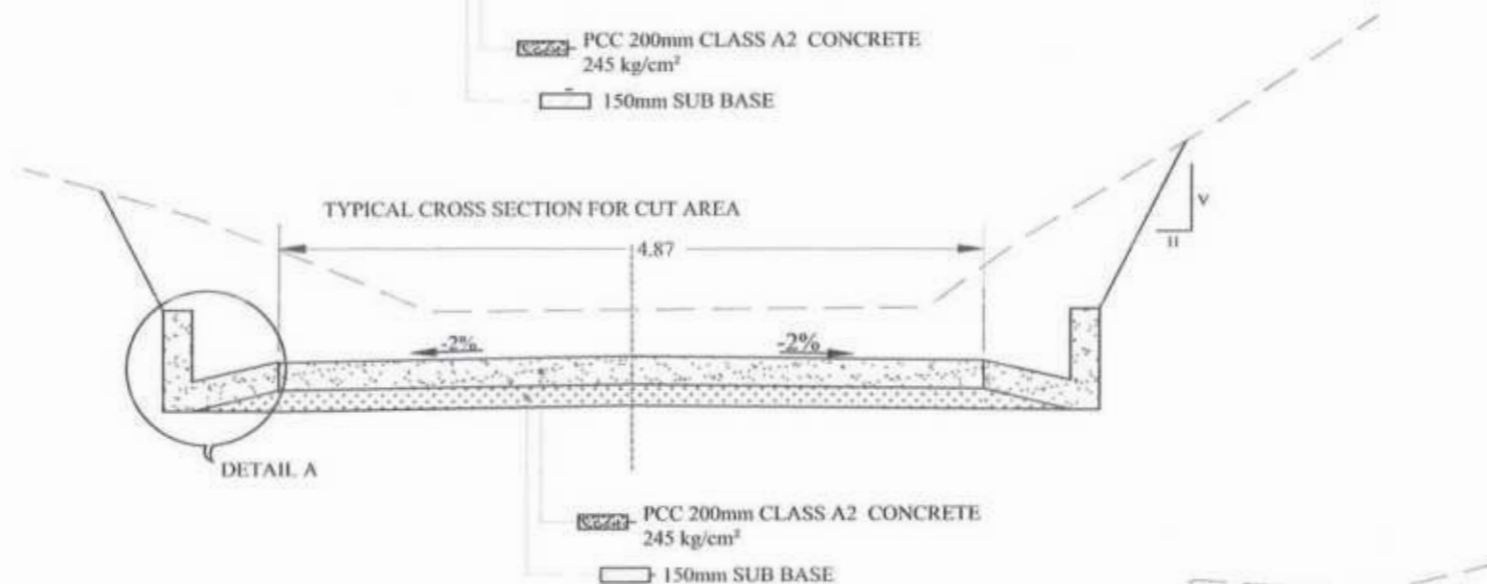 PCC 200mm CLASS A2 CONCRETE
245 kg/cm²
150mm SUB BASE
TYPICAL CROSS SECTION FOR CUT AREA
4.87
V
H
-2%
-2%
DETAIL A
PCC 200mm CLASS A2 CONCRETE
245 kg/cm²
150mm SUB BASE